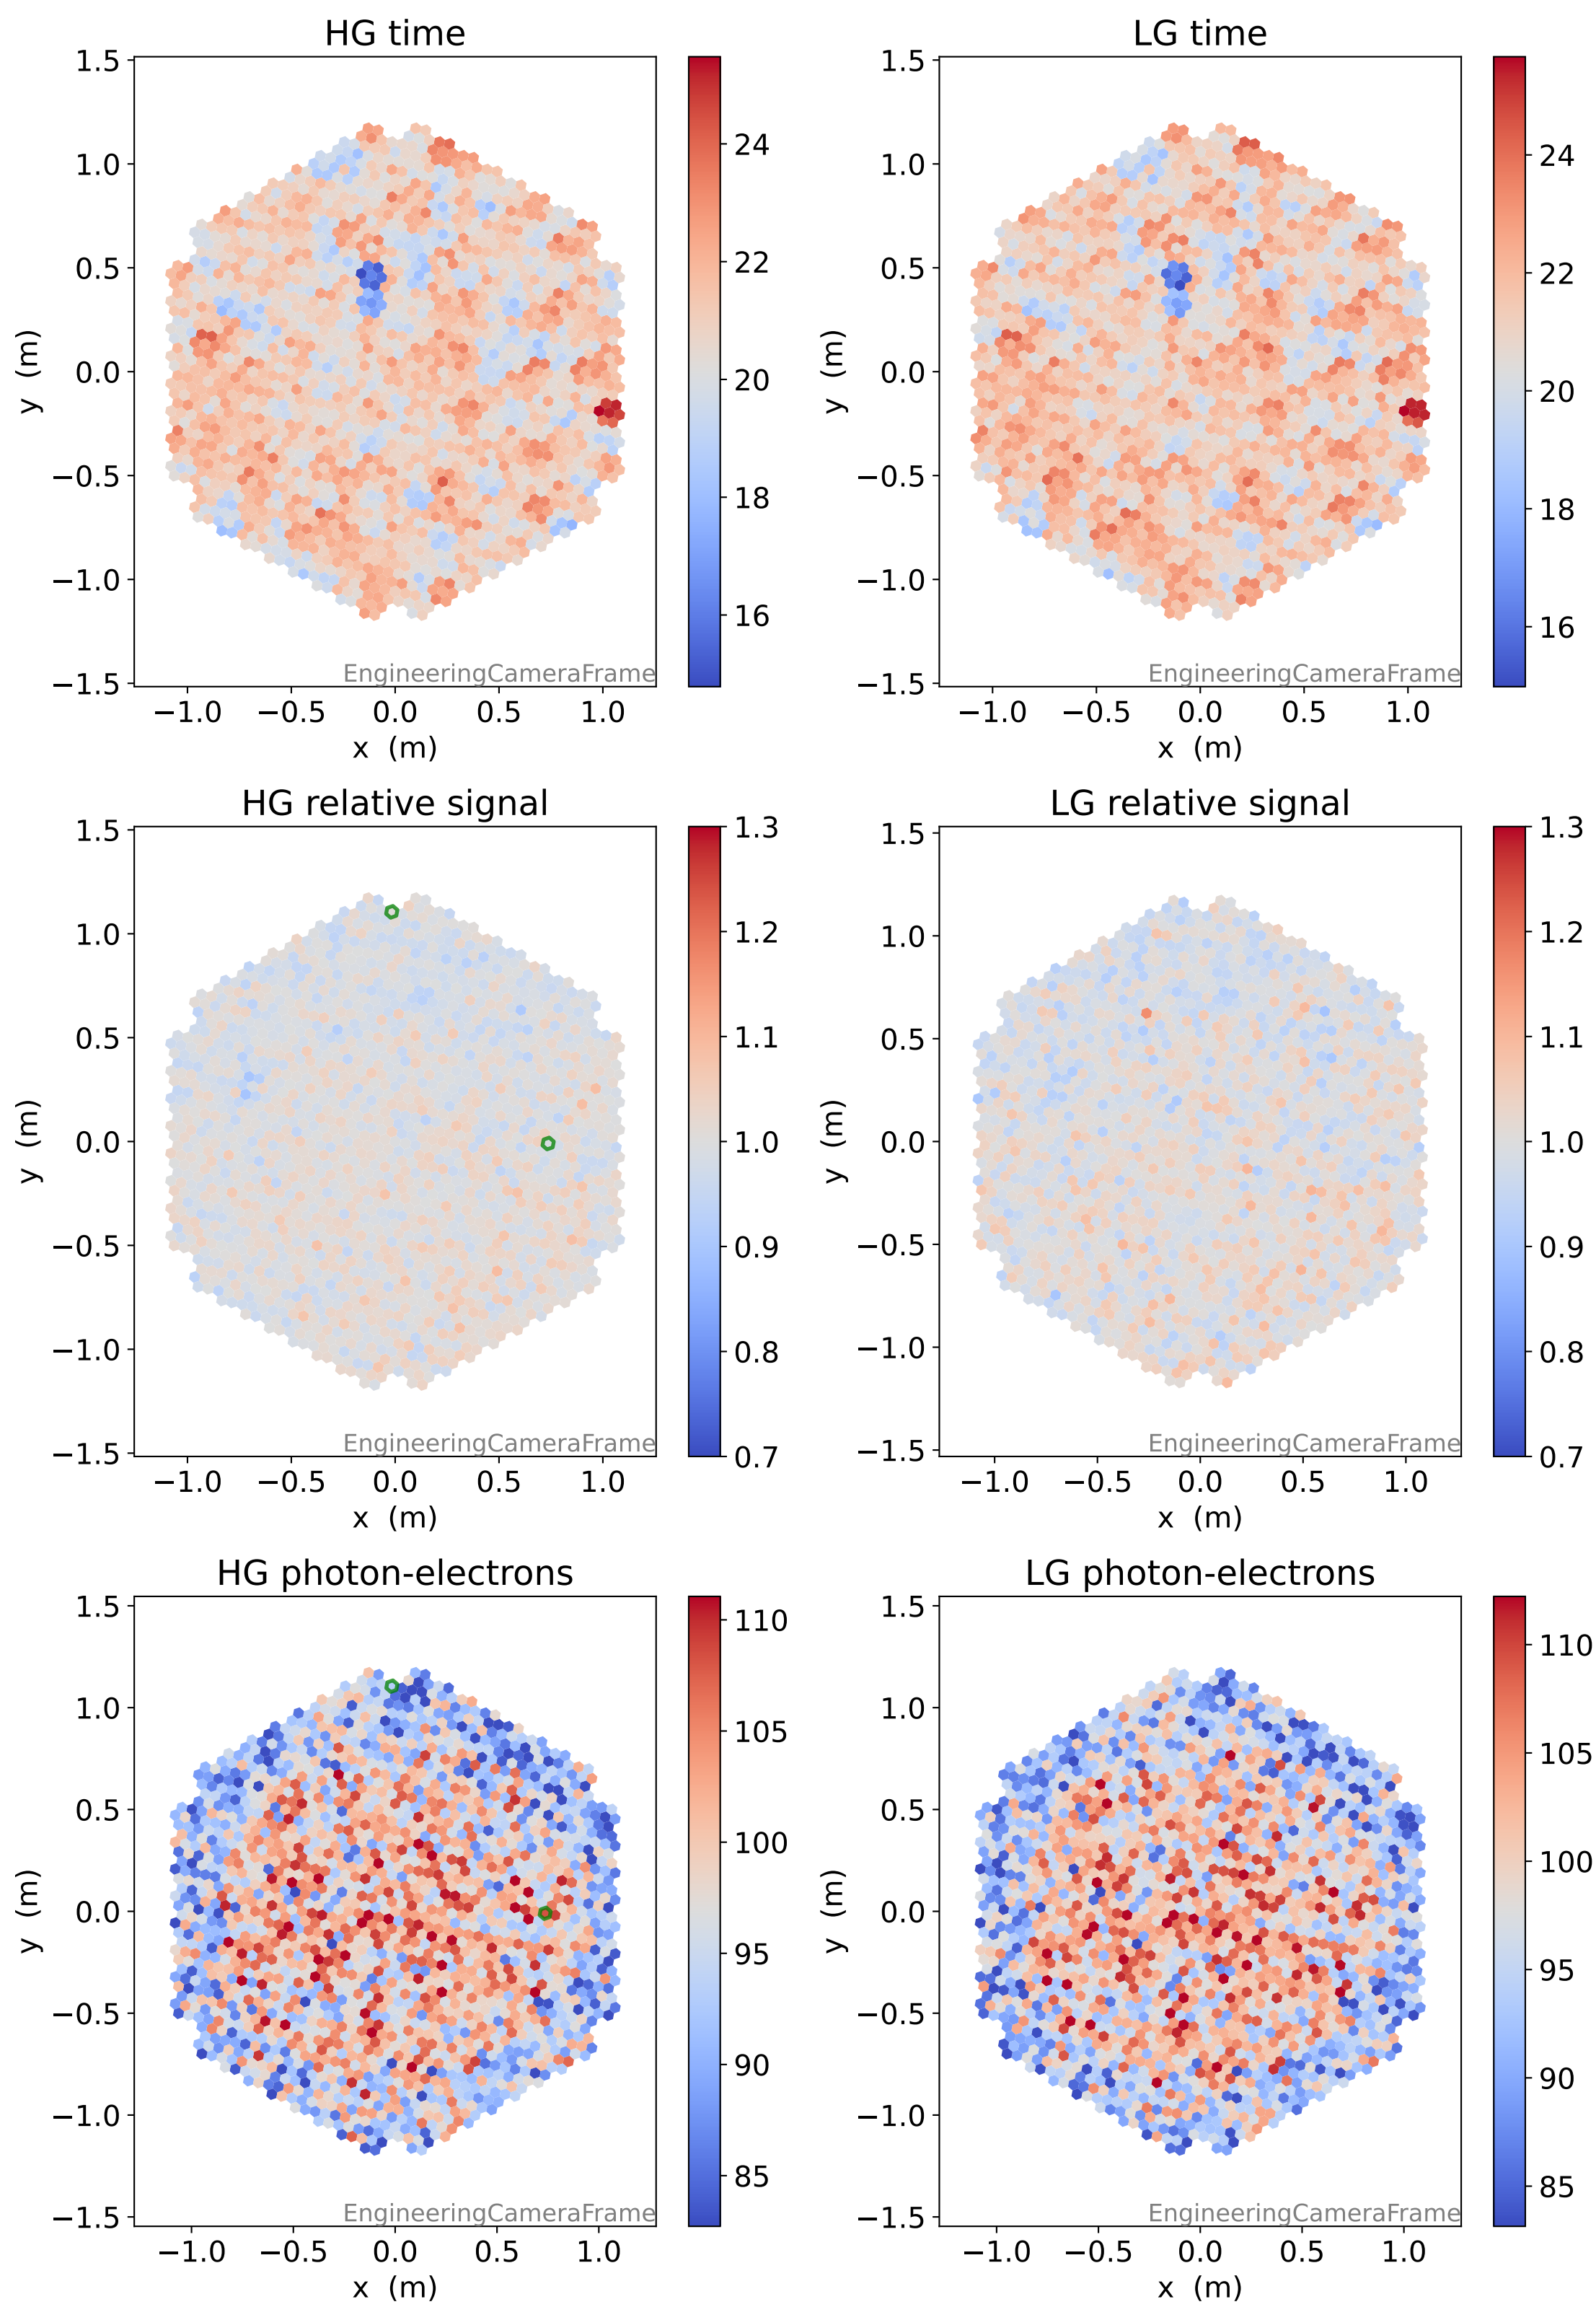 HG time
1.5
1.0
0.5
0.0
−0.5
−1.0
−1.5
y (m)
−1.0 −0.5 0.0 0.5 1.0
x (m)
EngineeringCameraFrame
24
22
20
18
16
LG time
1.5
1.0
0.5
0.0
−0.5
−1.0
−1.5
y (m)
−1.0 −0.5 0.0 0.5 1.0
x (m)
EngineeringCameraFrame
24
22
20
18
16
HG relative signal
1.5
1.0
0.5
0.0
−0.5
−1.0
−1.5
y (m)
−1.0 −0.5 0.0 0.5 1.0
x (m)
EngineeringCameraFrame
1.3
1.2
1.1
1.0
0.9
0.8
0.7
LG relative signal
1.5
1.0
0.5
0.0
−0.5
−1.0
−1.5
y (m)
−1.0 −0.5 0.0 0.5 1.0
x (m)
EngineeringCameraFrame
1.3
1.2
1.1
1.0
0.9
0.8
0.7
HG photon-electrons
1.5
1.0
0.5
0.0
−0.5
−1.0
−1.5
y (m)
−1.0 −0.5 0.0 0.5 1.0
x (m)
EngineeringCameraFrame
110
105
100
95
90
85
LG photon-electrons
1.5
1.0
0.5
0.0
−0.5
−1.0
−1.5
y (m)
−1.0 −0.5 0.0 0.5 1.0
x (m)
EngineeringCameraFrame
110
105
100
95
90
85